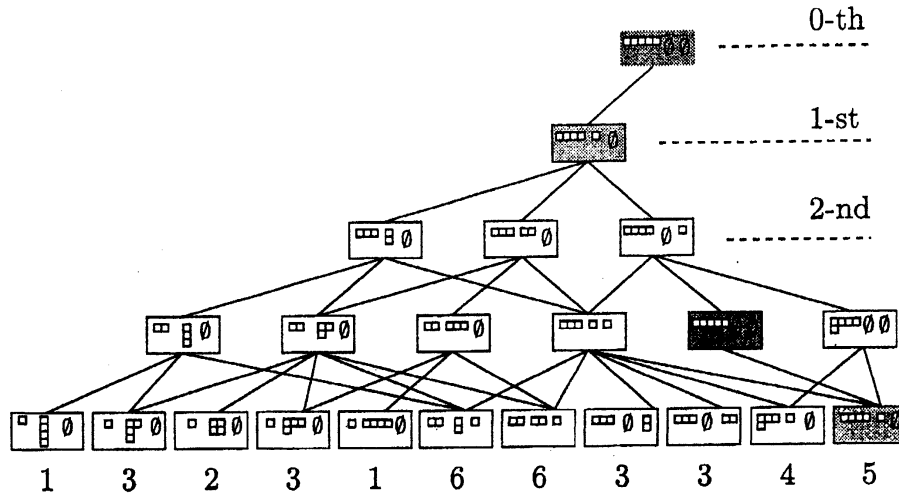 0-th
∅ ∅
1-st
∅
2-nd
∅ ∅ ∅
∅ ∅ ∅ ∅ ∅
∅ ∅ ∅ ∅ ∅ ∅ ∅ ∅ ∅
1 3 2 3 1 6 6 3 3 4 5